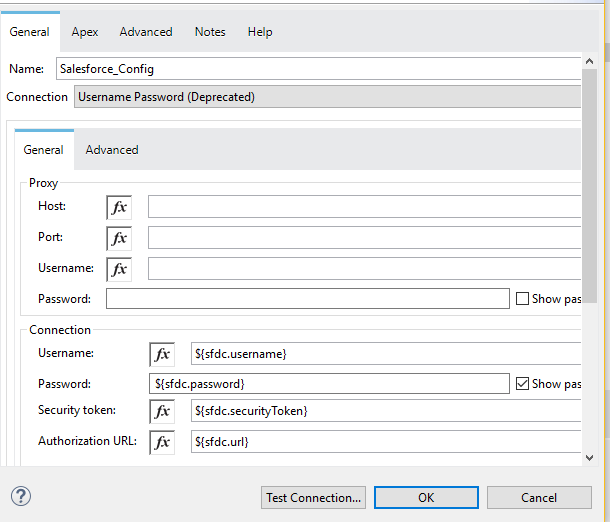 General Apex Advanced Notes Help
Name: Salesforce_Config
Connection Username Password (Deprecated)
General Advanced
Proxy
Host: fx
Port: fx
Username: fx
Password: Show pas
Connection
Username: fx ${sfdc.username}
Password: ${sfdc.password} Show pas
Security token: fx ${sfdc.securityToken}
Authorization URL: fx ${sfdc.url}
? Test Connection... OK Cancel